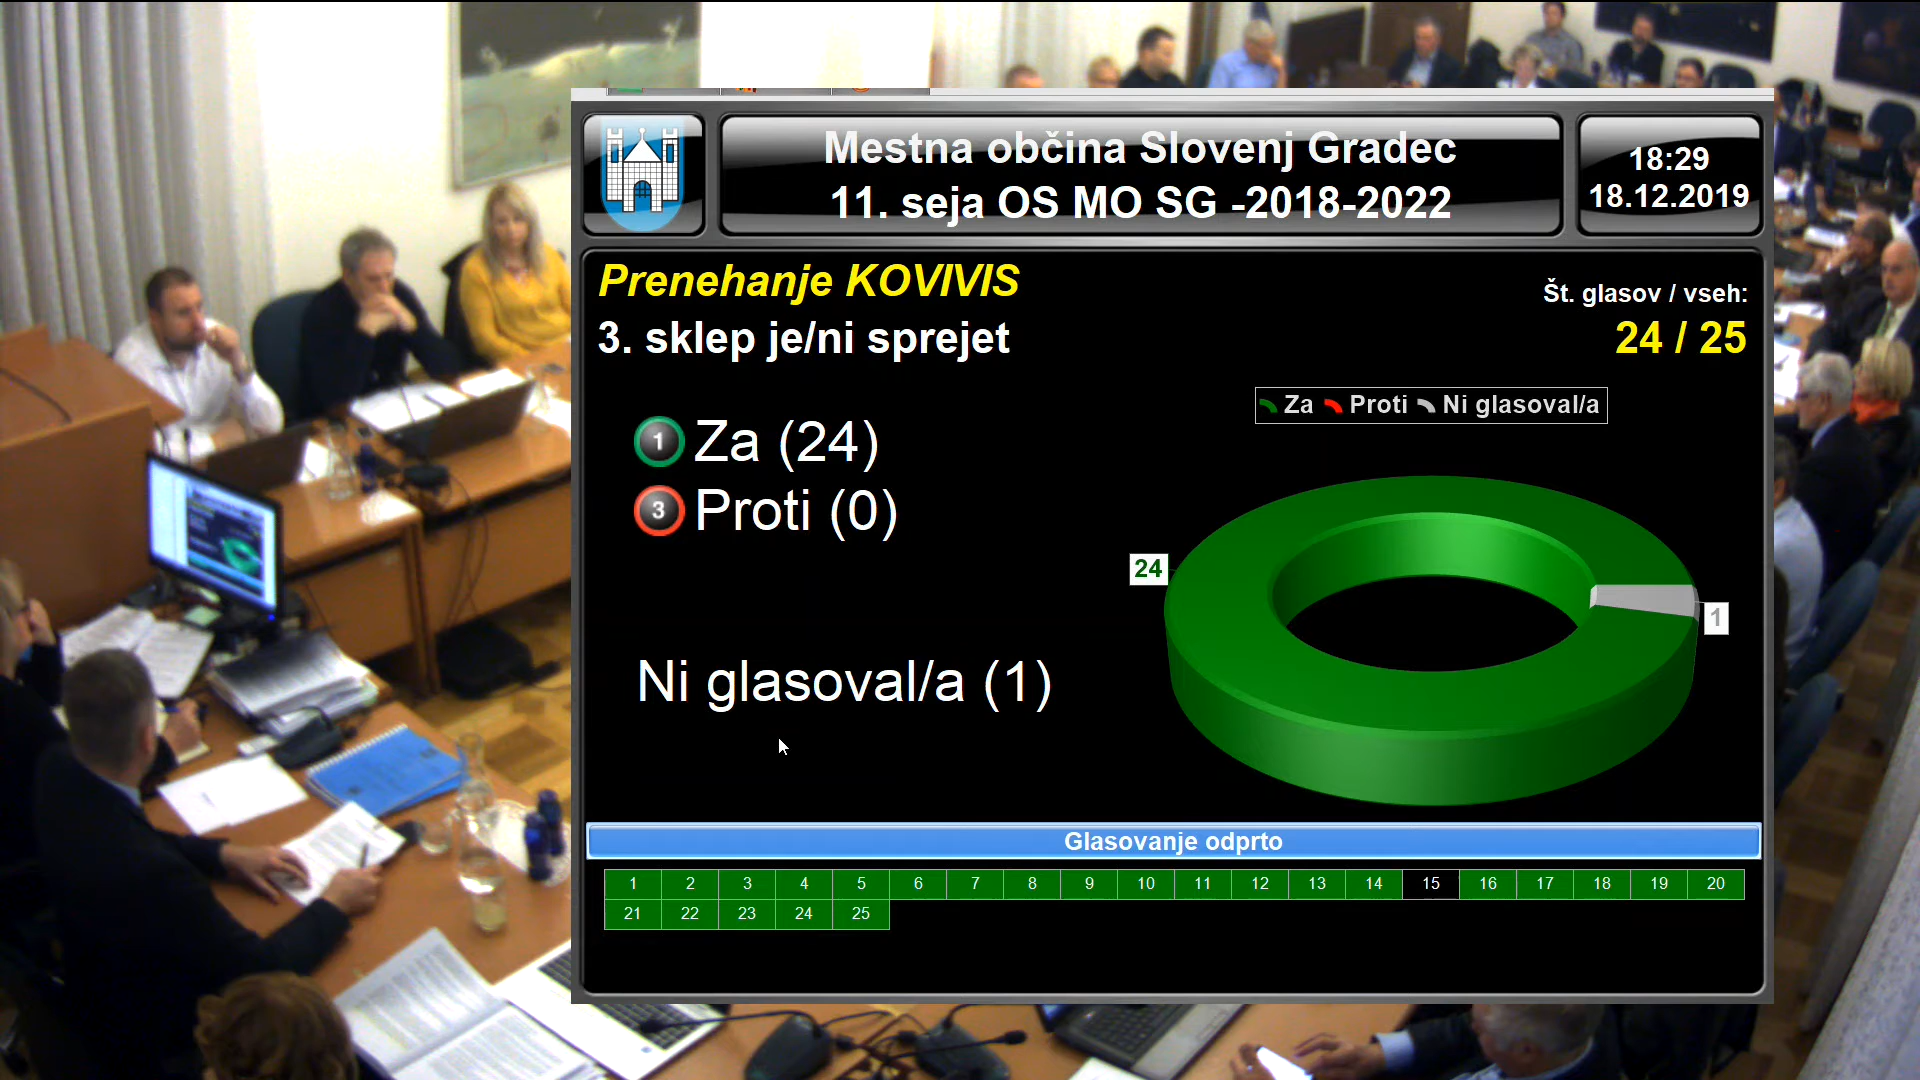 Mestna občina Slovenj Gradec
11. seja OS MO SG -2018-2022
18:29
18.12.2019
Prenehanje KOVIVIS
3. sklep je/ni sprejet
Št. glasov / vseh:
24 / 25
Za Proti Ni glasoval/a
1 Za (24)
3 Proti (0)
Ni glasoval/a (1)
24
1
Glasovanje odprto
1 2 3 4 5 6 7 8 9 10 11 12 13 14 15 16 17 18 19 20
21 22 23 24 25